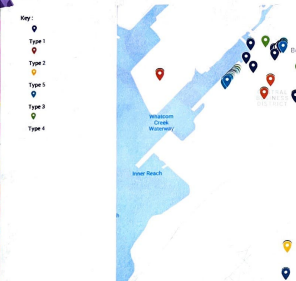 Key :
Type 1
Type 2
Type 5
Type 3
Type 4
Whatcom
Creek
Waterway
Inner Reach